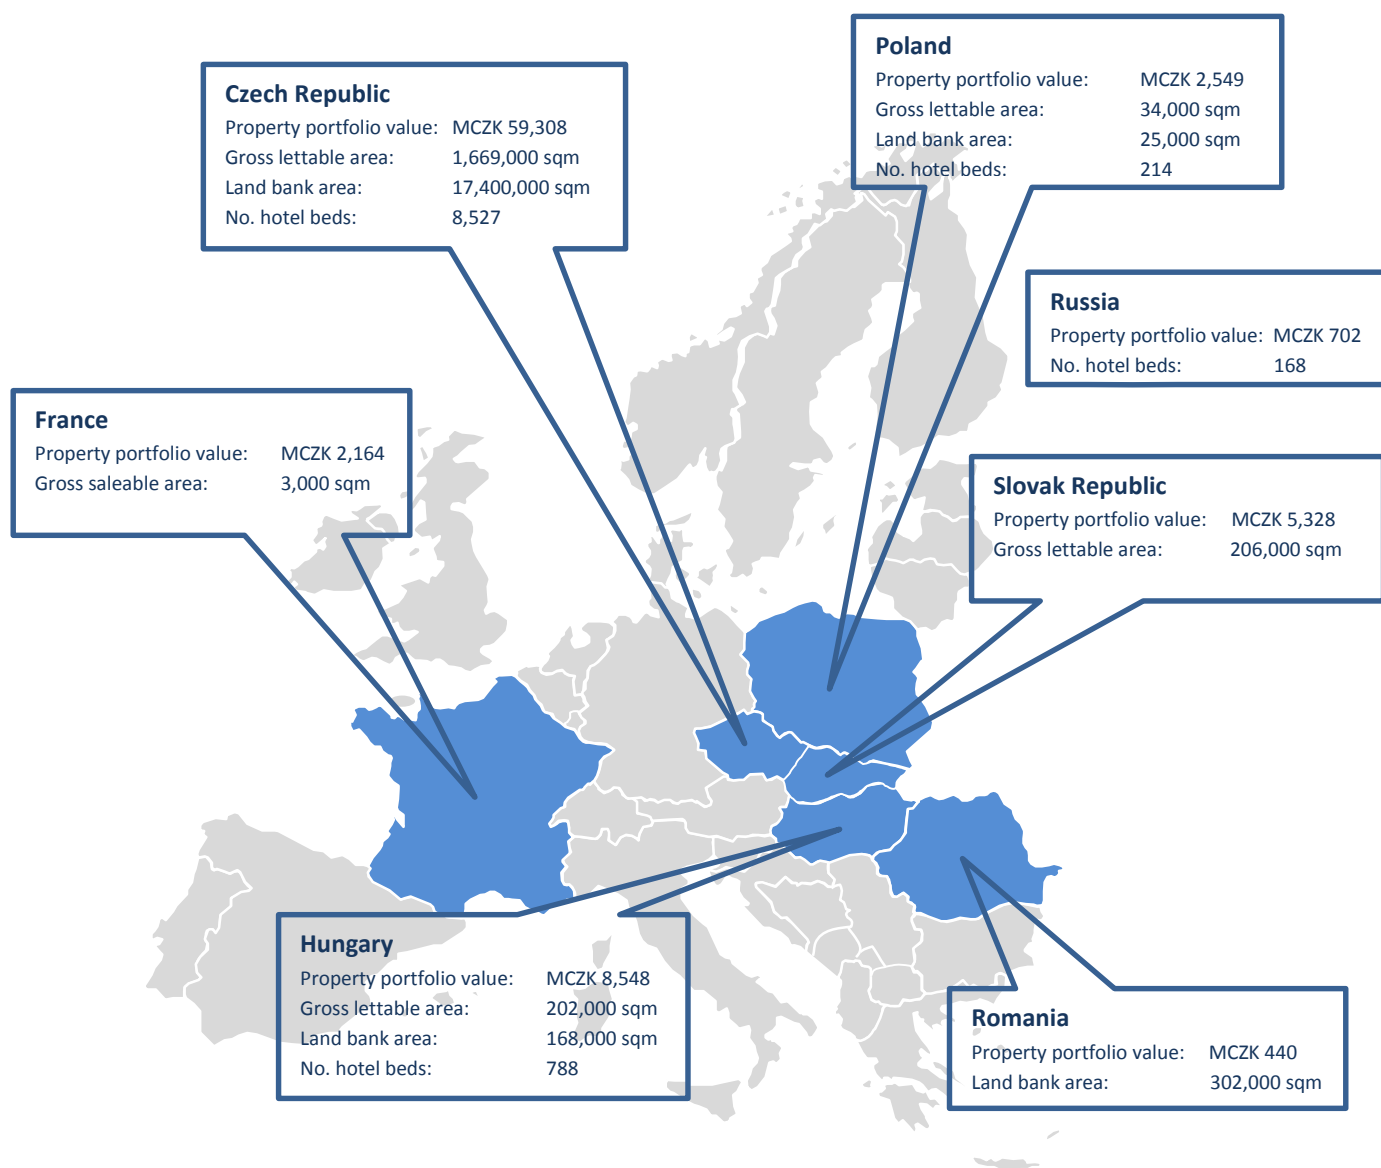 Poland
Property portfolio value: MCZK 2,549
Gross lettable area: 34,000 sqm
Land bank area: 25,000 sqm
No. hotel beds: 214
Czech Republic
Property portfolio value: MCZK 59,308
Gross lettable area: 1,669,000 sqm
Land bank area: 17,400,000 sqm
No. hotel beds: 8,527
Russia
Property portfolio value: MCZK 702
No. hotel beds: 168
France
Property portfolio value: MCZK 2,164
Gross saleable area: 3,000 sqm
Slovak Republic
Property portfolio value: MCZK 5,328
Gross lettable area: 206,000 sqm
Hungary
Property portfolio value: MCZK 8,548
Gross lettable area: 202,000 sqm
Land bank area: 168,000 sqm
No. hotel beds: 788
Romania
Property portfolio value: MCZK 440
Land bank area: 302,000 sqm